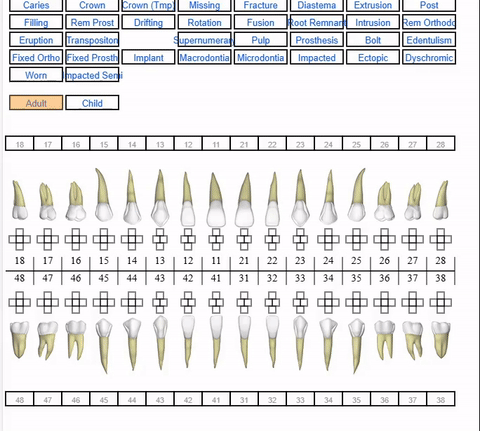 Caries Crown Crown (Tmp) Missing Fracture Diastema Extrusion Post
Filling Rem Prost Drifting Rotation Fusion Root Remnant Intrusion Rem Orthodo
Eruption Transpositon Supernumerary Pulp Prosthesis Bolt Edentulism
Fixed Ortho Fixed Prosth Implant Macrodontia Microdontia Impacted Ectopic Dyschromic
Worn Impacted Semi
Adult Child
18 17 16 15 14 13 12 11 21 22 23 24 25 26 27 28
18 17 16 15 14 13 12 11 21 22 23 24 25 26 27 28
48 47 46 45 44 43 42 41 31 32 33 34 35 36 37 38
48 47 46 45 44 43 42 41 31 32 33 34 35 36 37 38